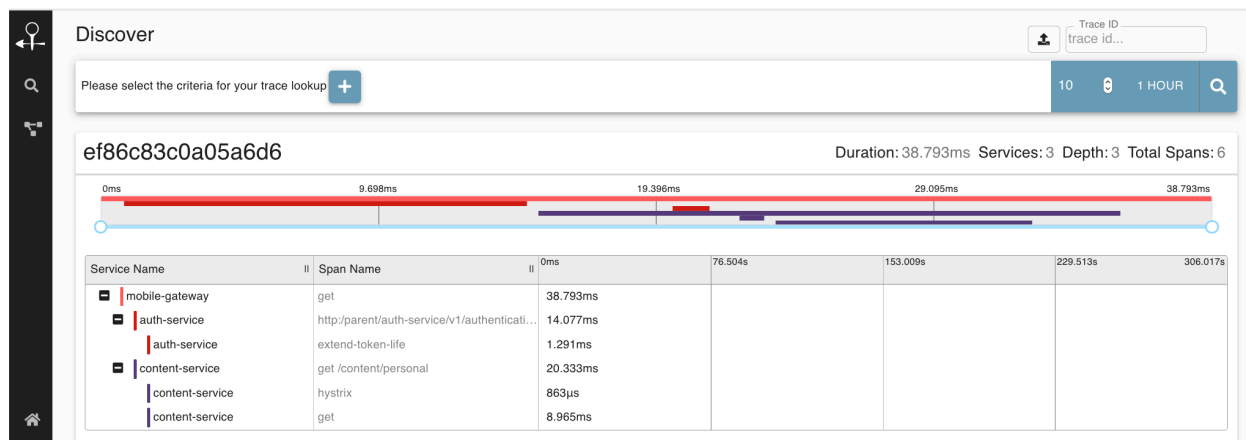 Discover
Trace ID
trace id...
Please select the criteria for your trace lookup
10 1 HOUR
ef86c83c0a05a6d6
Duration: 38.793ms Services: 3 Depth: 3 Total Spans: 6
0ms 9.698ms 19.396ms 29.095ms 38.793ms
Service Name Span Name 0ms 76.504s 153.009s 229.513s 306.017s
mobile-gateway get 38.793ms
auth-service http:/parent/auth-service/v1/authenticati... 14.077ms
auth-service extend-token-life 1.291ms
content-service get /content/personal 20.333ms
content-service hystrix 863μs
content-service get 8.965ms